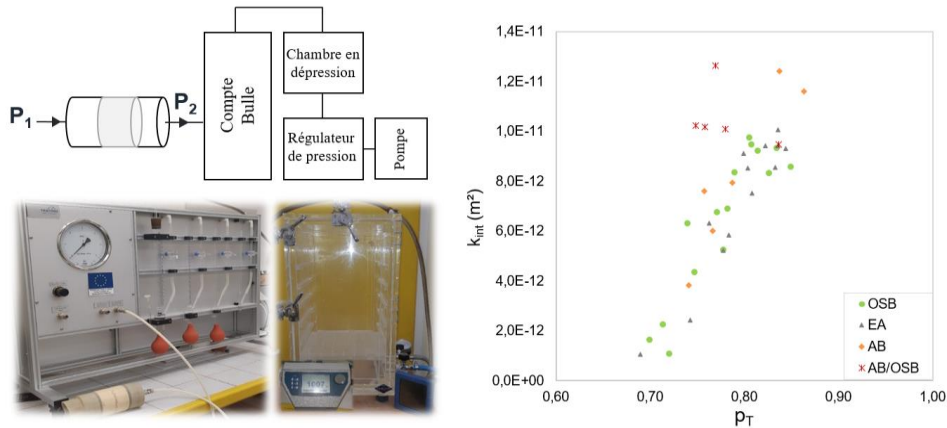 P1
P2
Compte
Bulle
Chambre en
dépression
Régulateur
de pression
Pompe
1,4E-11
1,2E-11
1,0E-11
8,0E-12
6,0E-12
4,0E-12
2,0E-12
0,0E+00
kint (m²)
0,60
0,70
0,80
0,90
1,00
pT
OSB
EA
AB
AB/OSB